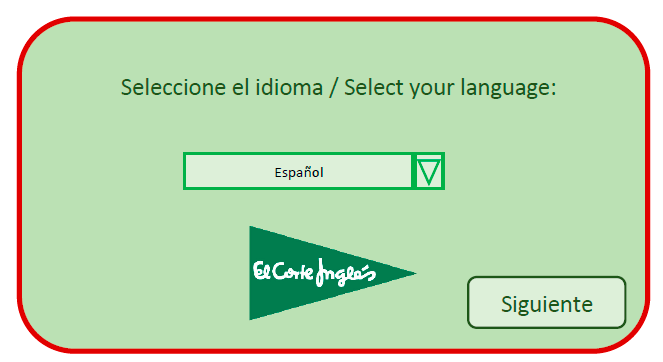 Seleccione el idioma / Select your language:
Español
El Corte Inglés
Siguiente